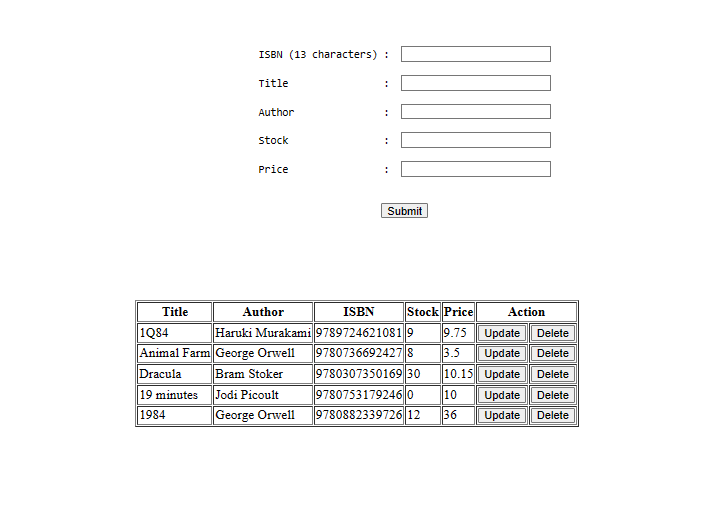 ISBN (13 characters) :
Title :
Author :
Stock :
Price :
Submit
Title Author ISBN Stock Price Action
1Q84 Haruki Murakami 9789724621081 9 9.75 Update Delete
Animal Farm George Orwell 9780736692427 8 3.5 Update Delete
Dracula Bram Stoker 9780307350169 30 10.15 Update Delete
19 minutes Jodi Picoult 9780753179246 0 10 Update Delete
1984 George Orwell 9780882339726 12 36 Update Delete